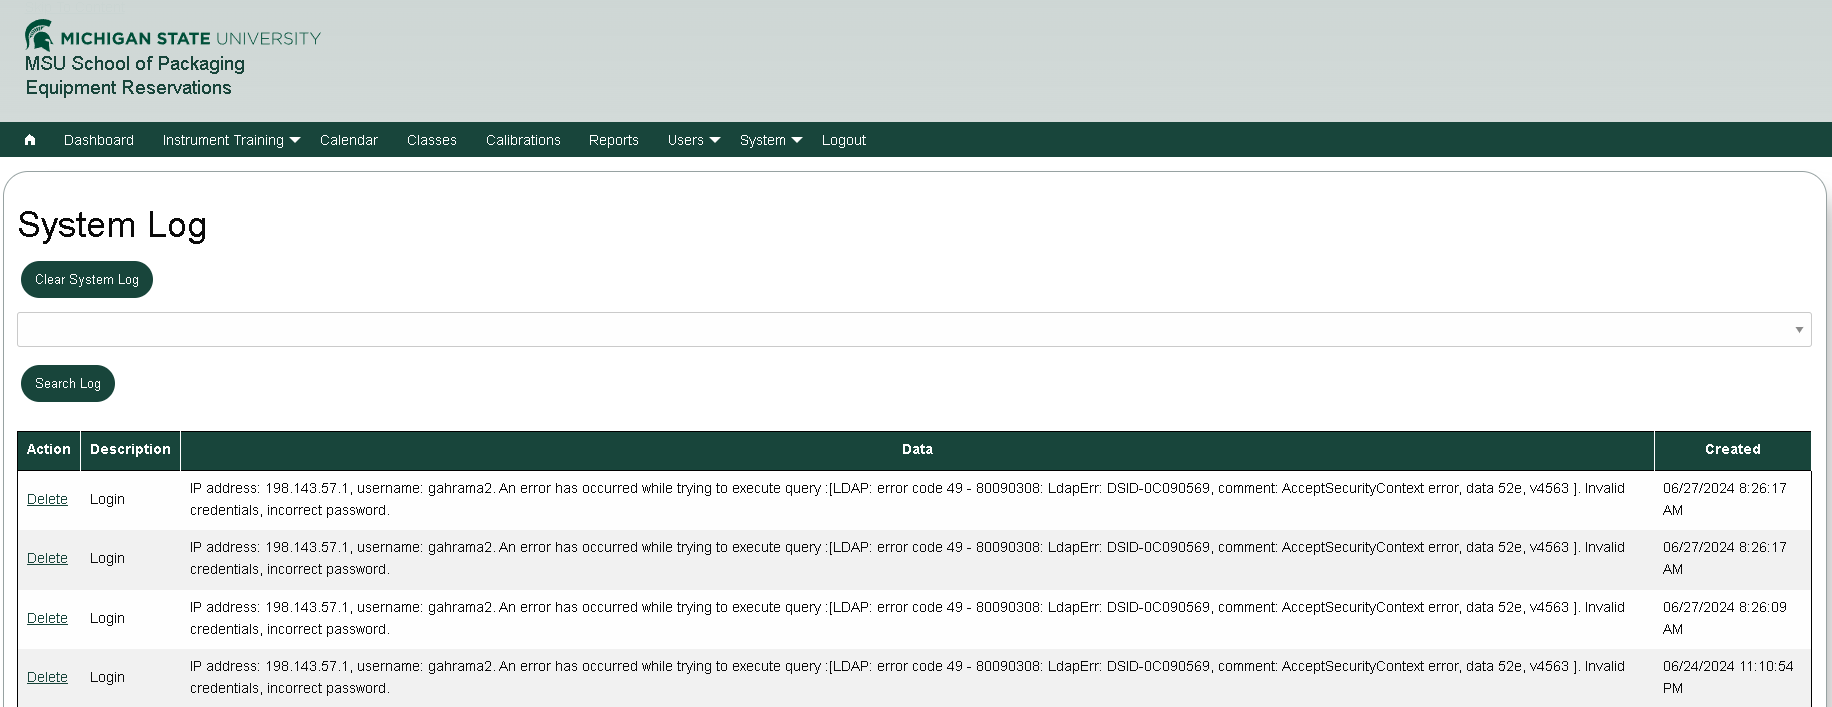 MICHIGAN STATE UNIVERSITY
MSU School of Packaging
Equipment Reservations
Dashboard Instrument Training Calendar Classes Calibrations Reports Users System Logout
System Log
Clear System Log
Search Log
Action Description Data Created
Delete Login IP address: 198.143.57.1, username: gahrama2. An error has occurred while trying to execute query :[LDAP: error code 49 - 80090308: LdapErr: DSID-0C090569, comment: AcceptSecurityContext error, data 52e, v4563 ]. Invalid 06/27/2024 8:26:17
credentials, incorrect password. AM
Delete Login IP address: 198.143.57.1, username: gahrama2. An error has occurred while trying to execute query :[LDAP: error code 49 - 80090308: LdapErr: DSID-0C090569, comment: AcceptSecurityContext error, data 52e, v4563 ]. Invalid 06/27/2024 8:26:17
credentials, incorrect password. AM
Delete Login IP address: 198.143.57.1, username: gahrama2. An error has occurred while trying to execute query :[LDAP: error code 49 - 80090308: LdapErr: DSID-0C090569, comment: AcceptSecurityContext error, data 52e, v4563 ]. Invalid 06/27/2024 8:26:09
credentials, incorrect password. AM
Delete Login IP address: 198.143.57.1, username: gahrama2. An error has occurred while trying to execute query :[LDAP: error code 49 - 80090308: LdapErr: DSID-0C090569, comment: AcceptSecurityContext error, data 52e, v4563 ]. Invalid 06/24/2024 11:10:54
credentials, incorrect password. PM